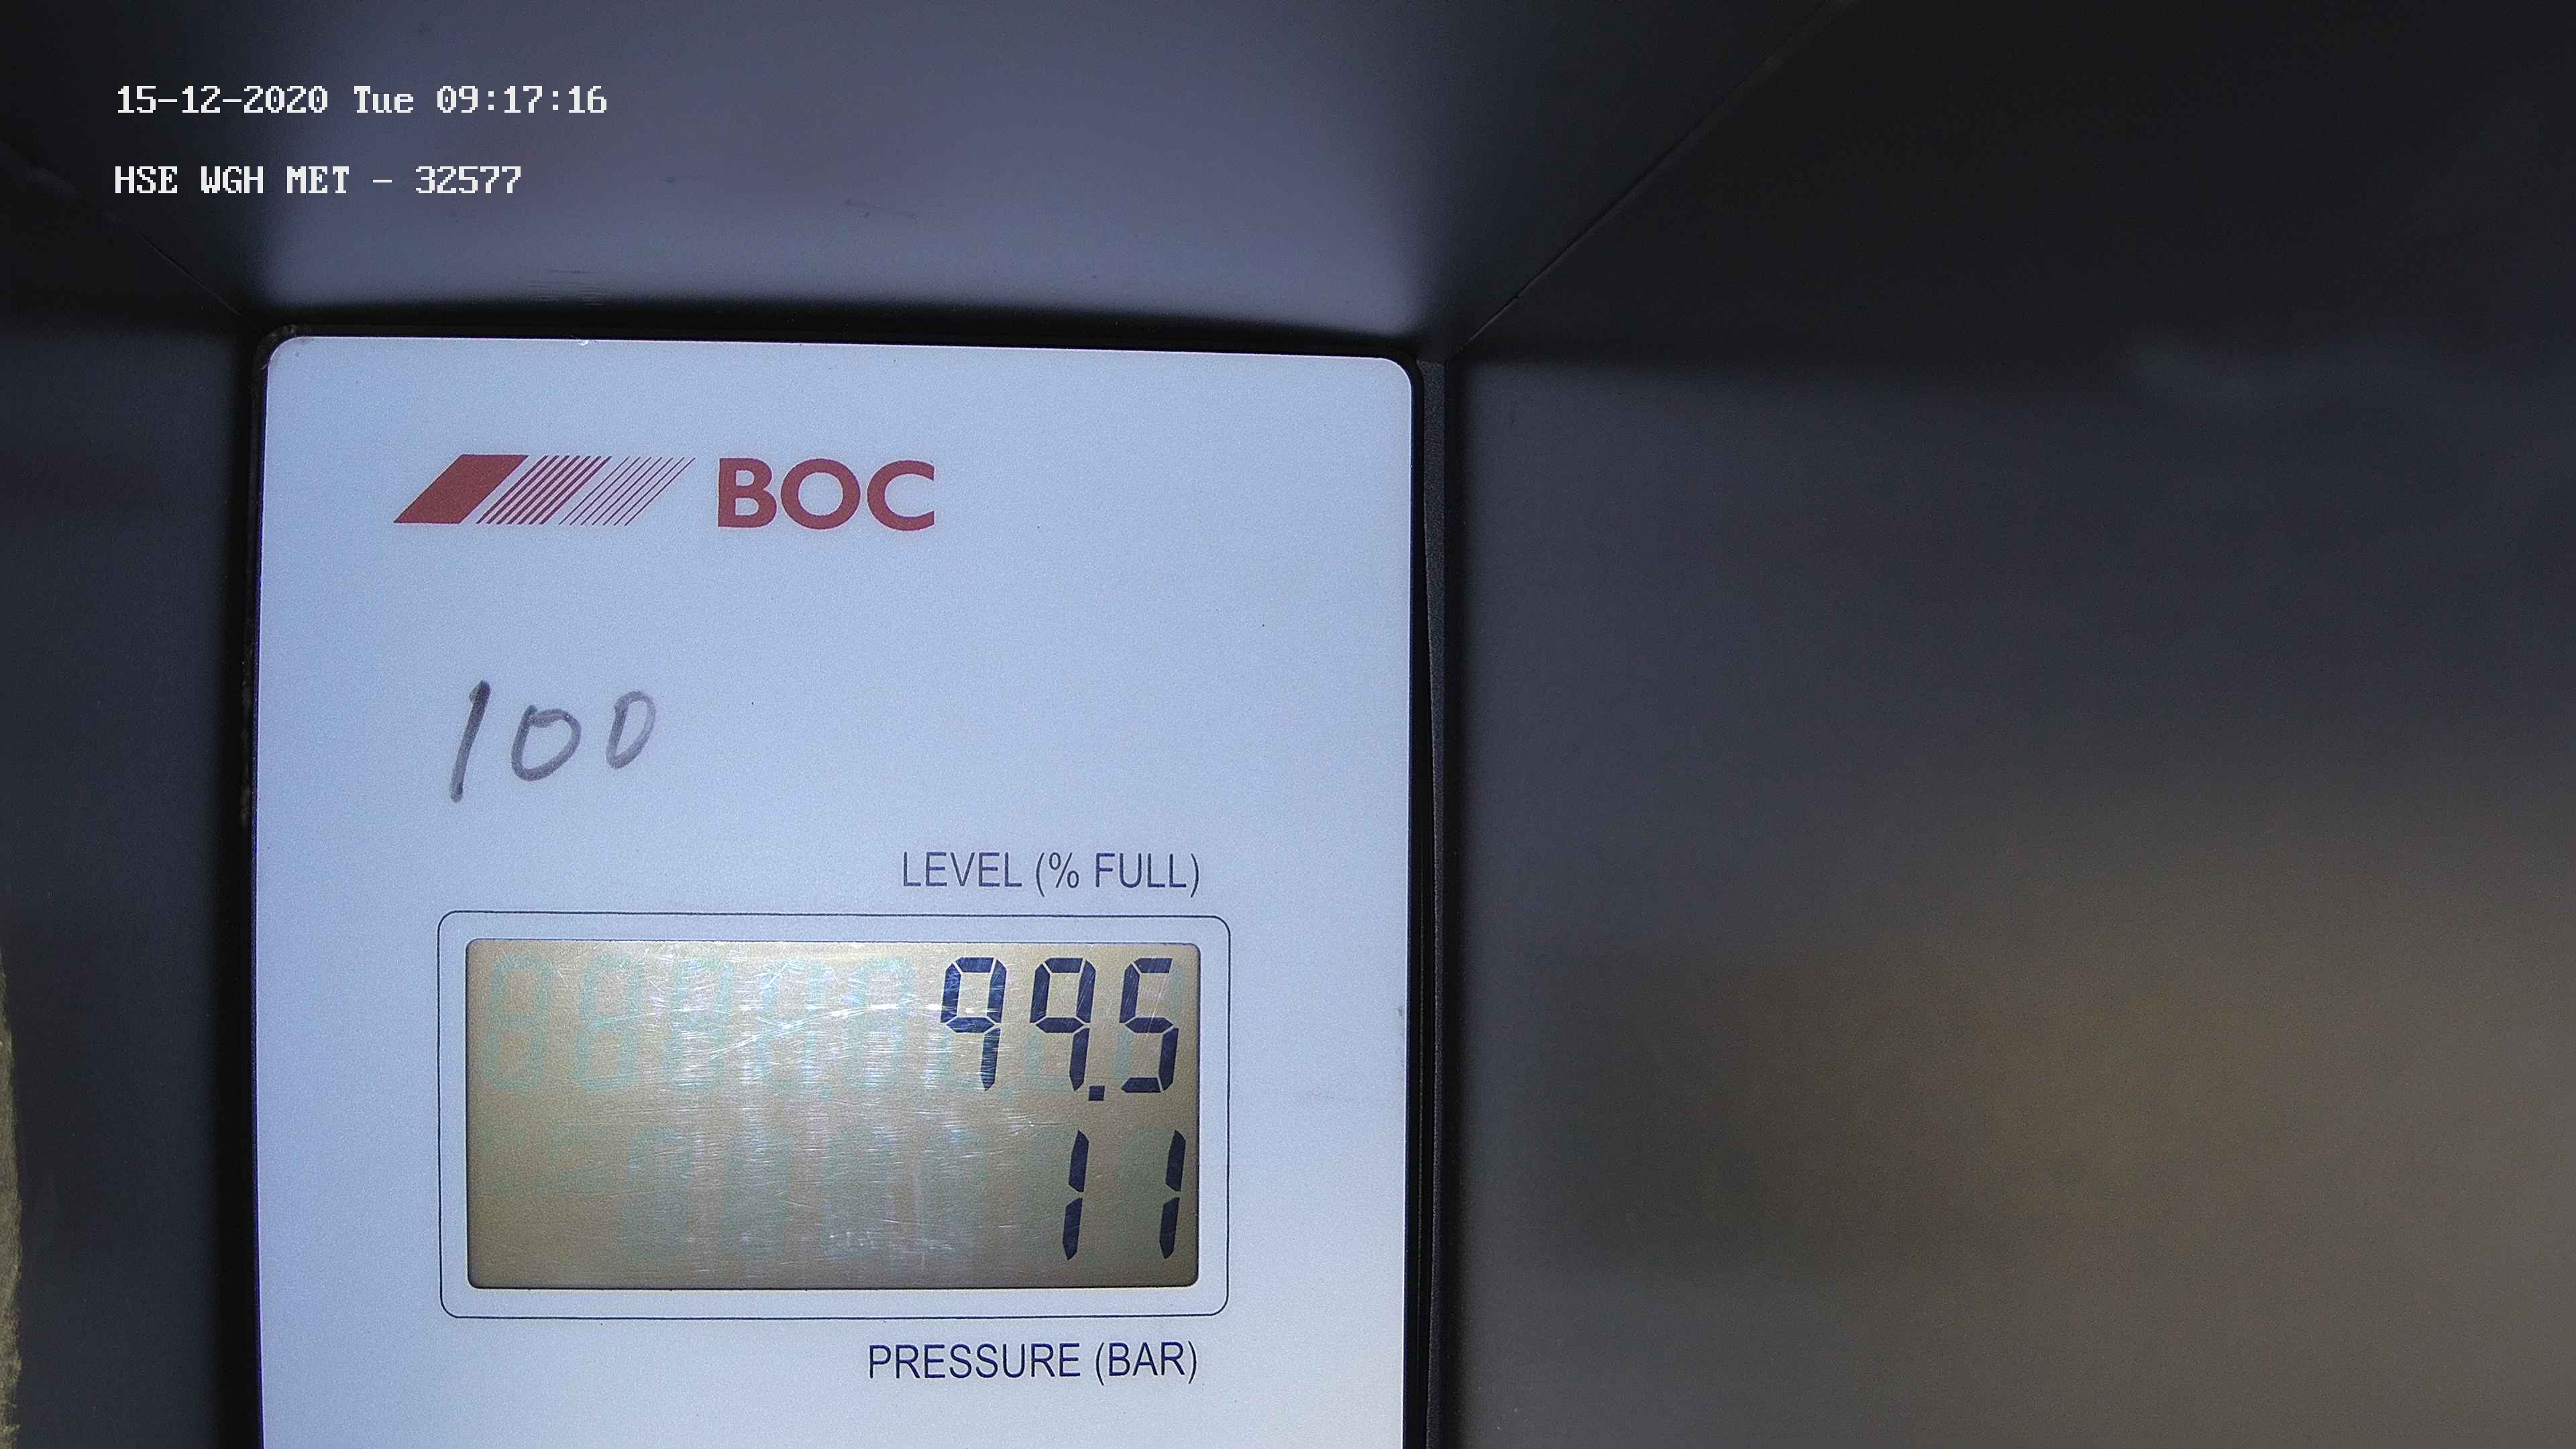 15-12-2020 Tue 09:17:16
HSE WGH MET - 32577
BOC
100
LEVEL (% FULL)
99.5
11
PRESSURE (BAR)